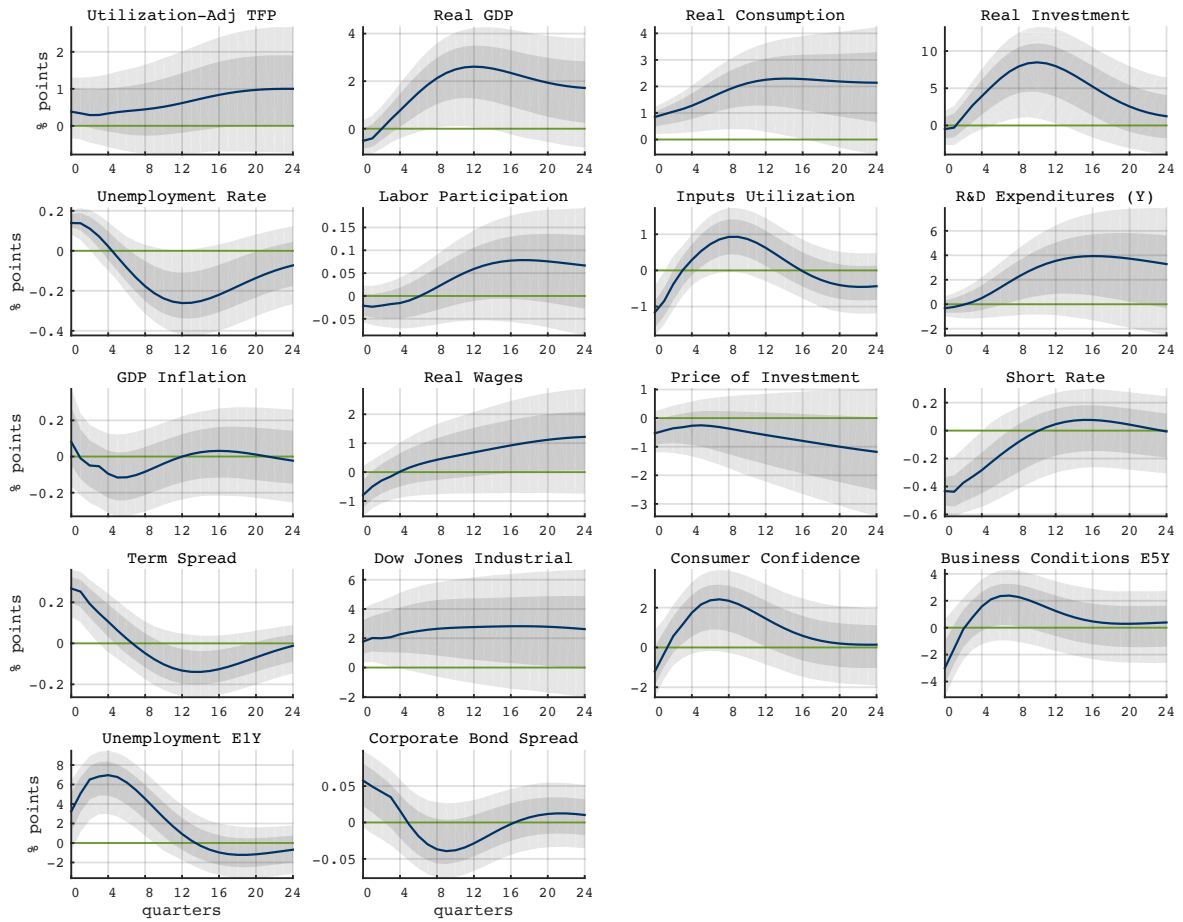 Utilization-Adj TFP
Real GDP
Real Consumption
Real Investment
% points
2
1
0
4
2
0
4
3
2
1
0
10
5
0
0 4 8 12 16 20 24
0 4 8 12 16 20 24
0 4 8 12 16 20 24
0 4 8 12 16 20 24
Unemployment Rate
Labor Participation
Inputs Utilization
R&D Expenditures (Y)
% points
0.2
0
-0.2
-0.4
0.15
0.1
0.05
0
-0.05
1
0
-1
6
4
2
0
-2
0 4 8 12 16 20 24
0 4 8 12 16 20 24
0 4 8 12 16 20 24
0 4 8 12 16 20 24
GDP Inflation
Real Wages
Price of Investment
Short Rate
% points
0.2
0
-0.2
2
1
0
-1
1
0
-1
-2
-3
0.2
0
-0.2
-0.4
-0.6
0 4 8 12 16 20 24
0 4 8 12 16 20 24
0 4 8 12 16 20 24
0 4 8 12 16 20 24
Term Spread
Dow Jones Industrial
Consumer Confidence
Business Conditions E5Y
% points
0.2
0
-0.2
6
4
2
0
-2
2
0
-2
4
2
0
-2
-4
0 4 8 12 16 20 24
0 4 8 12 16 20 24
0 4 8 12 16 20 24
0 4 8 12 16 20 24
Unemployment E1Y
Corporate Bond Spread
% points
8
6
4
2
0
-2
0.05
0
-0.05
0 4 8 12 16 20 24
0 4 8 12 16 20 24
quarters
quarters